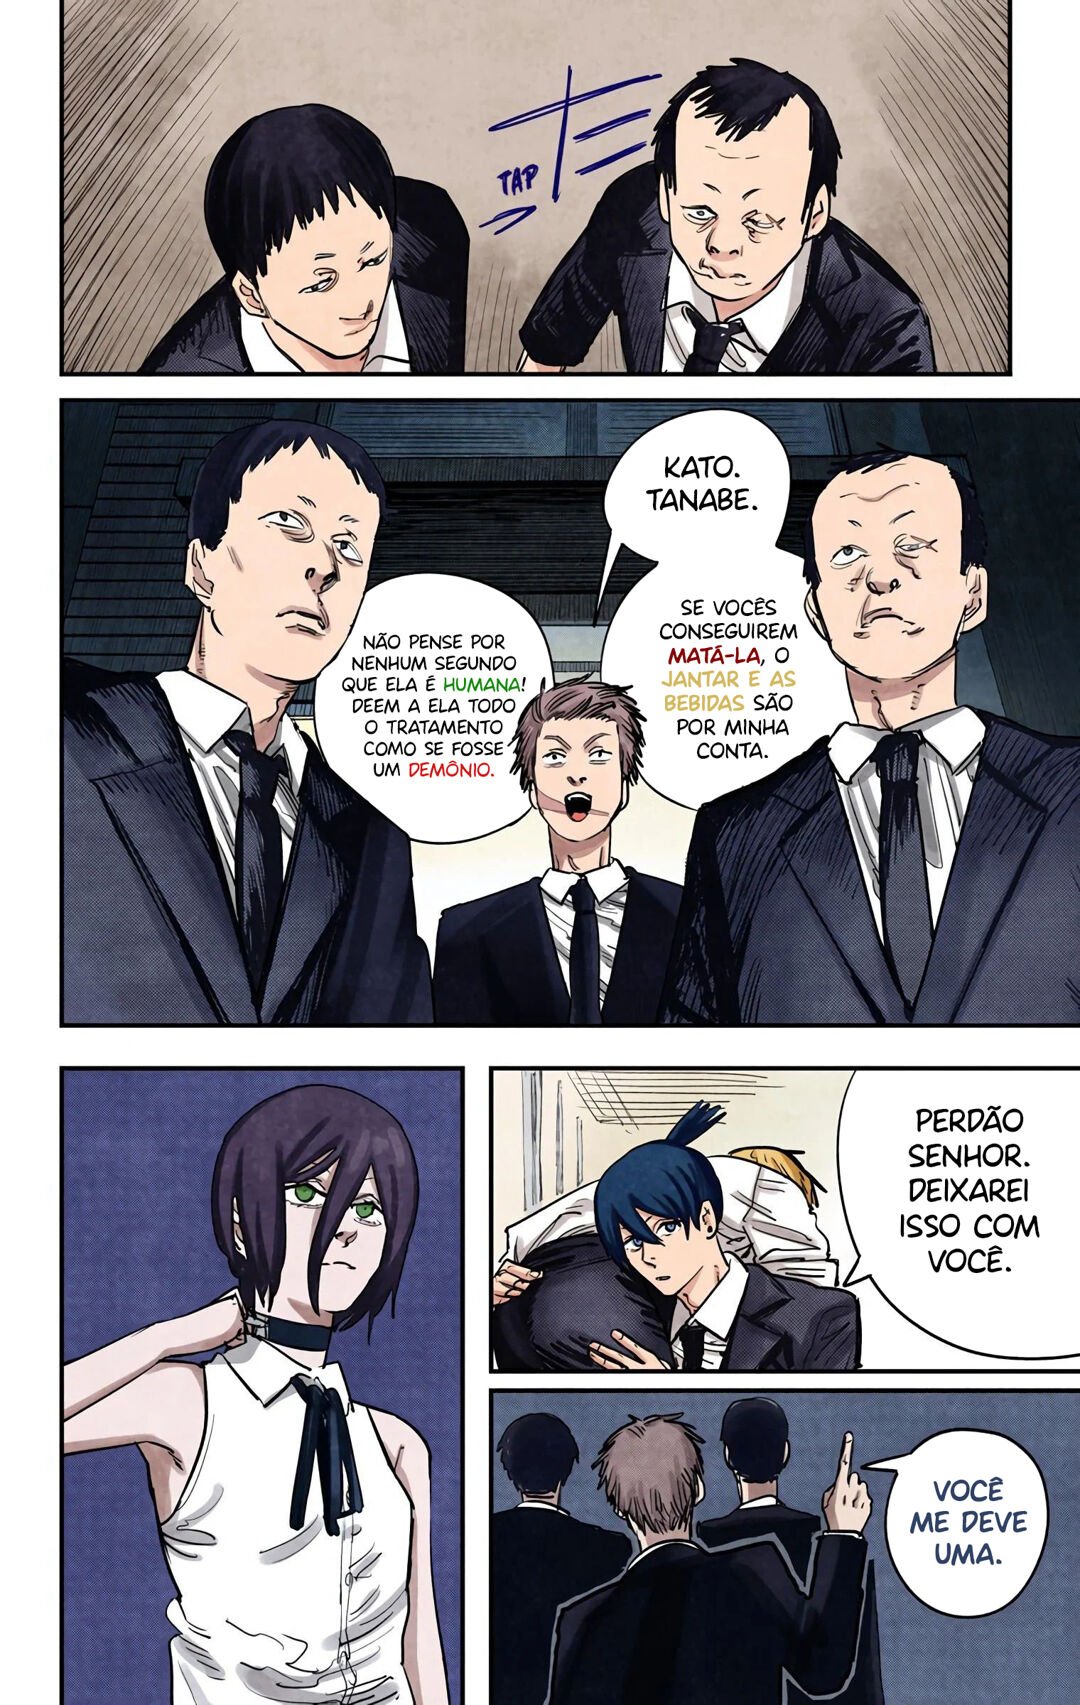 タ
TAP
KATO.
TANABE.
SE VOCÊS
CONSEGUIREM
MATÁ-LA, O
JANTAR E AS
BEBIDAS SÃO
POR MINHA
CONTA.
NÃO PENSE POR
NENHUM SEGUNDO
QUE ELA É HUMANA!
DEEM A ELA TODO
O TRATAMENTO
COMO SE FOSSE
UM DEMÔNIO.
PERDÃO
SENHOR.
DEIXAREI
ISSO COM
VOCÊ.
VOCÊ
ME DEVE
UMA.